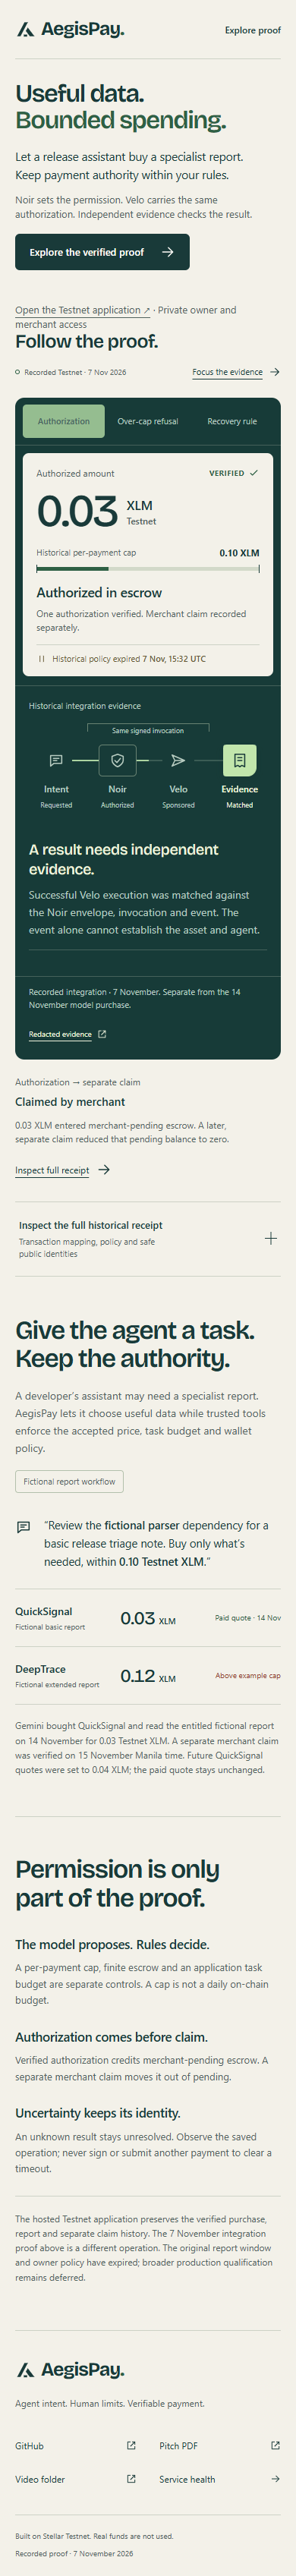 AegisPay.
Explore proof
Useful data.
Bounded spending.
Let a release assistant buy a specialist report.
Keep payment authority within your rules.
Noir sets the permission. Velo carries the same
authorization. Independent evidence checks the result.
Explore the verified proof →
Open the Testnet application ↗ · Private owner and
merchant access
Follow the proof.
Recorded Testnet · 7 Nov 2026
Focus the evidence →
Authorization
Over-cap refusal
Recovery rule
Authorized amount
VERIFIED ✓
0.03 XLM
Testnet
Historical per-payment cap
0.10 XLM
Authorized in escrow
One authorization verified. Merchant claim recorded
separately.
Historical policy expired 7 Nov, 15:32 UTC
Historical integration evidence
Same signed invocation
Intent
Noir
Velo
Evidence
Requested
Authorized
Sponsored
Matched
A result needs independent
evidence.
Successful Velo execution was matched against
the Noir envelope, invocation and event. The
event alone cannot establish the asset and agent.
Recorded integration · 7 November. Separate from the 14
November model purchase.
Redacted evidence
Authorization → separate claim
Claimed by merchant
0.03 XLM entered merchant-pending escrow. A later,
separate claim reduced that pending balance to zero.
Inspect full receipt →
Inspect the full historical receipt
Transaction mapping, policy and safe
public identities
Give the agent a task.
Keep the authority.
A developer’s assistant may need a specialist report.
AegisPay lets it choose useful data while trusted tools
enforce the accepted price, task budget and wallet
policy.
Fictional report workflow
“Review the fictional parser dependency for a
basic release triage note. Buy only what’s
needed, within 0.10 Testnet XLM.”
QuickSignal
Fictional basic report
0.03 XLM
Paid quote · 14 Nov
DeepTrace
Fictional extended report
0.12 XLM
Above example cap
Gemini bought QuickSignal and read the entitled fictional report
on 14 November for 0.03 Testnet XLM. A separate merchant claim
was verified on 15 November Manila time. Future QuickSignal
quotes were set to 0.04 XLM; the paid quote stays unchanged.
Permission is only
part of the proof.
The model proposes. Rules decide.
A per-payment cap, finite escrow and an application task
budget are separate controls. A cap is not a daily on-chain
budget.
Authorization comes before claim.
Verified authorization credits merchant-pending escrow. A
separate merchant claim moves it out of pending.
Uncertainty keeps its identity.
An unknown result stays unresolved. Observe the saved
operation; never sign or submit another payment to clear a
timeout.
The hosted Testnet application preserves the verified purchase,
report and separate claim history. The 7 November integration
proof above is a different operation. The original report window
and owner policy have expired; broader production qualification
remains deferred.
AegisPay.
Agent intent. Human limits. Verifiable payment.
GitHub
Pitch PDF
Video folder
Service health →
Built on Stellar Testnet. Real funds are not used.
Recorded proof · 7 November 2026